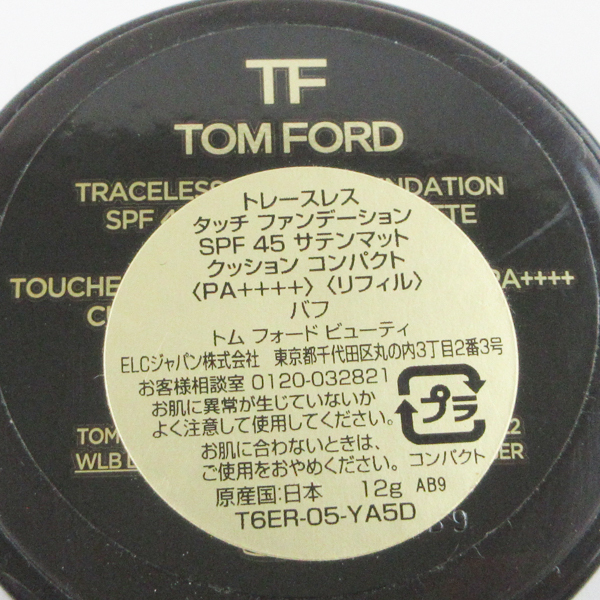 TF
TOM FORD
TRACELESS
SPF 4
TOUCHE PA++++
TOM
WLB
トレースレス
タッチ ファンデーション
SPF 45 サテンマット
クッション コンパクト
〈PA++++〉〈リフィル〉
バフ
トム フォード ビューティ
ELCジャパン株式会社 東京都千代田区丸の内3丁目2番3号
お客様相談室 0120-032821
お肌に異常が生じていないか
よく注意して使用してください。
お肌に合わないときは、
ご使用をおやめください。
プラ
コンパクト
原産国:日本 12g AB9
T6ER-05-YA5D